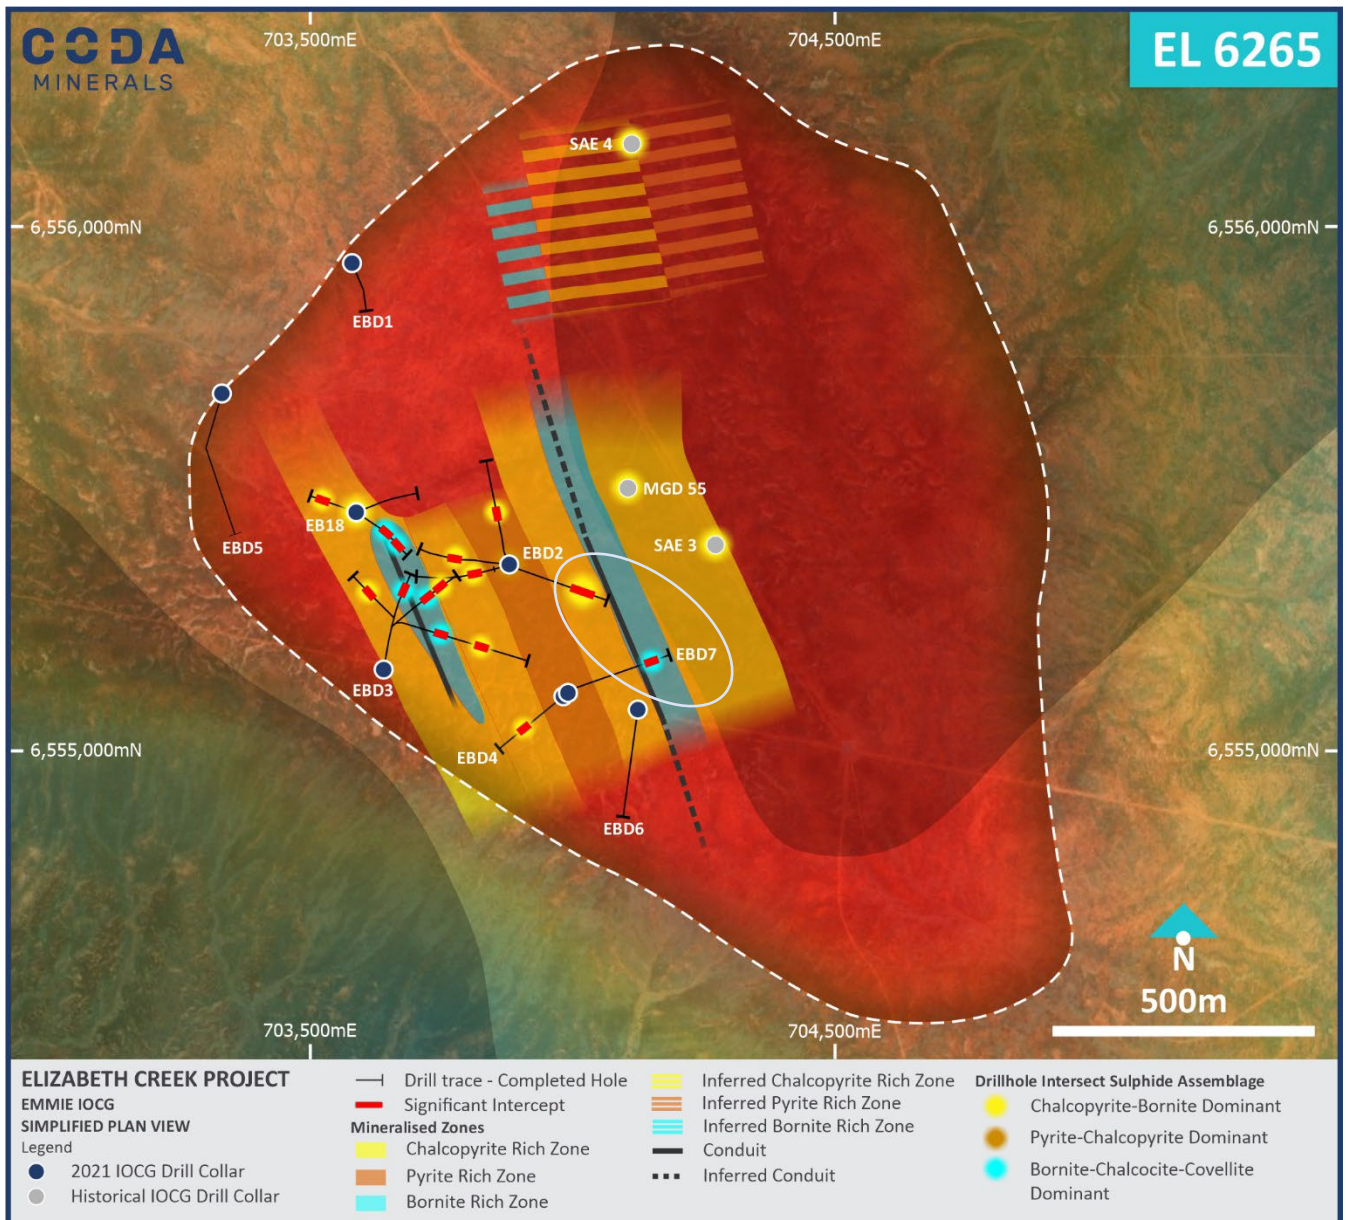 CODA
MINERALS
703,500mE
704,500mE
EL 6265
SAE 4
6,556,000mN
6,556,000mN
EBD1
MGD 55
EB18
EBD5
EBD2
SAE 3
EBD7
EBD3
EBD4
6,555,000mN
6,555,000mN
EBD6
N
500m
703,500mE
704,500mE
ELIZABETH CREEK PROJECT
EMMIE IOCG
SIMPLIFIED PLAN VIEW
Legend
2021 IOCG Drill Collar
Historical IOCG Drill Collar
Drill trace - Completed Hole
Significant Intercept
Mineralised Zones
Chalcopyrite Rich Zone
Pyrite Rich Zone
Bornite Rich Zone
Inferred Chalcopyrite Rich Zone
Inferred Pyrite Rich Zone
Inferred Bornite Rich Zone
Conduit
Inferred Conduit
Drillhole Intersect Sulphide Assemblage
Chalcopyrite-Bornite Dominant
Pyrite-Chalcopyrite Dominant
Bornite-Chalcocite-Covellite
Dominant